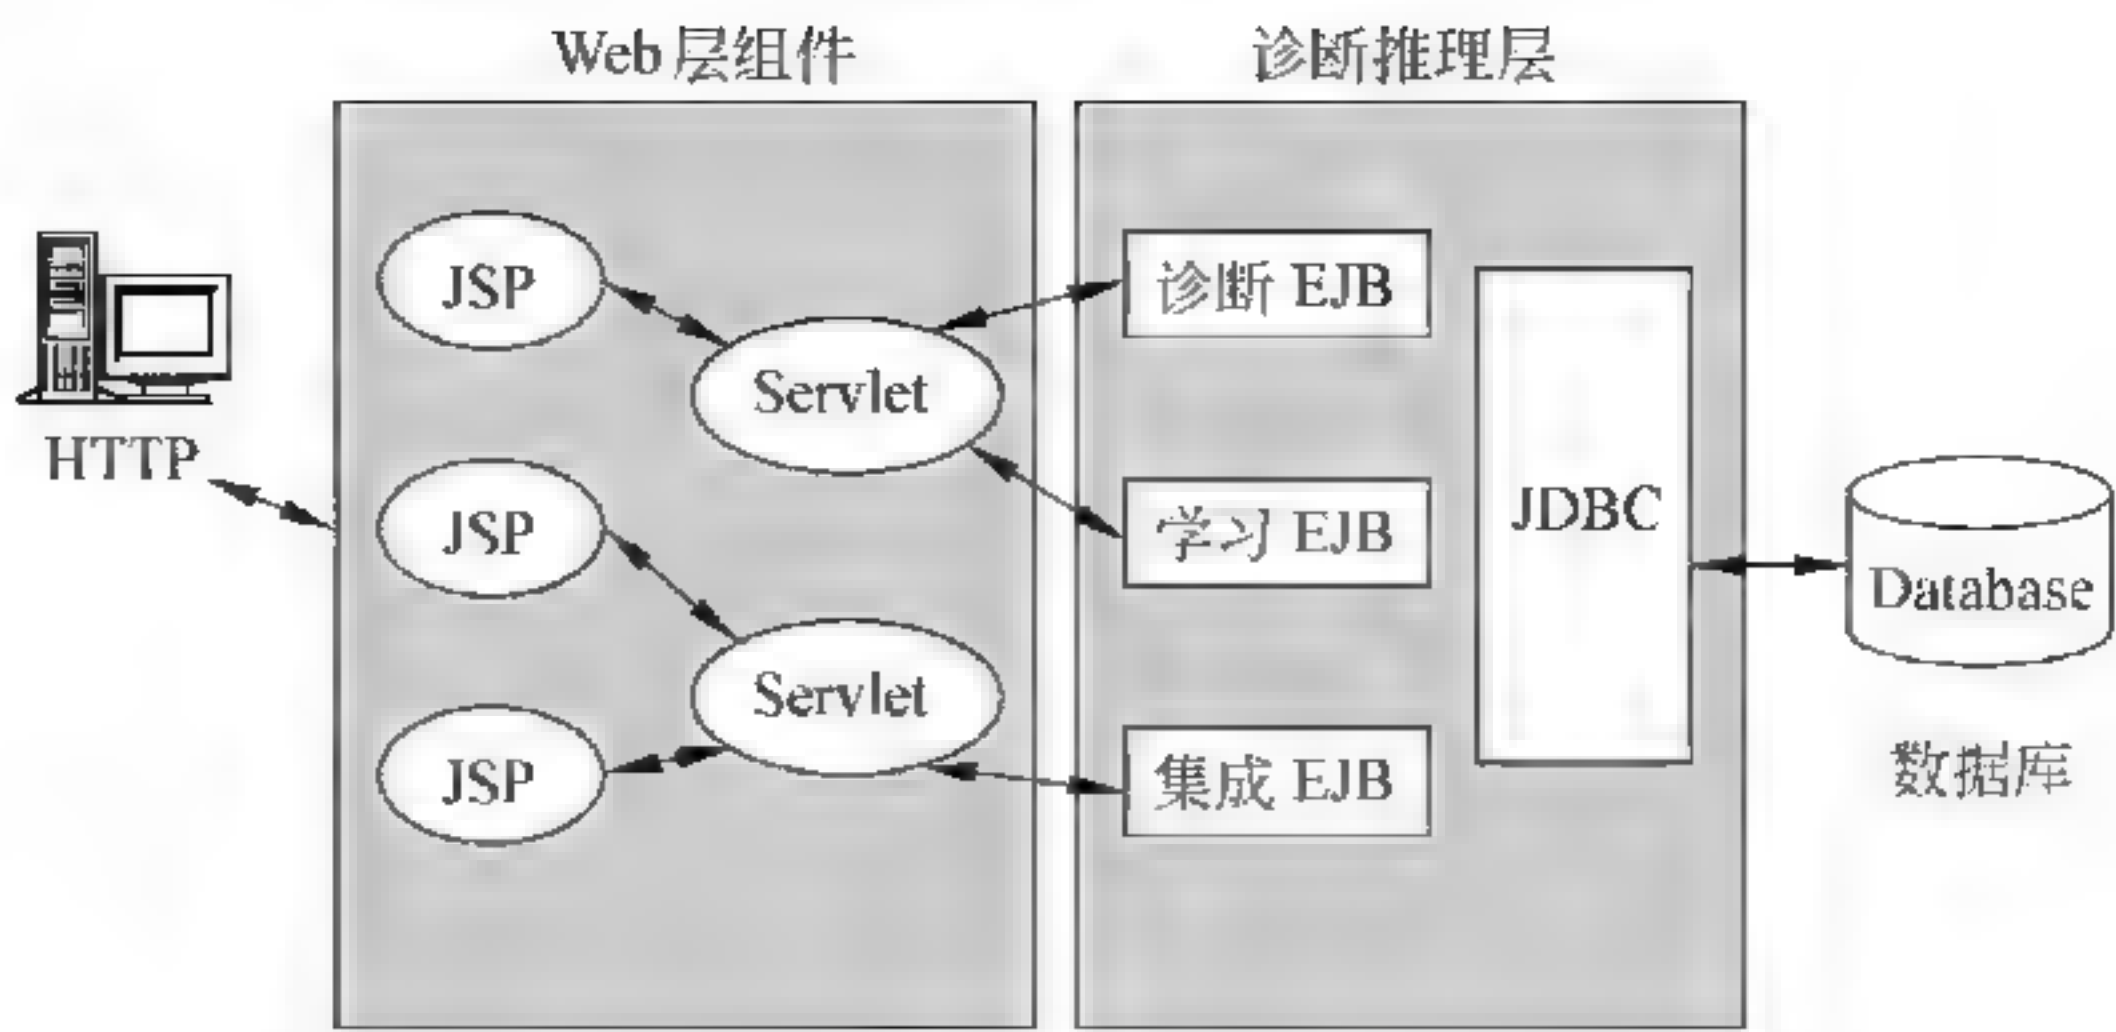 Web层组件
诊断推理层
JSP
诊断 EJB
Servlet
HTTP
JSP
学习 EJB
JDBC
Database
Servlet
JSP
集成 EJB
数据库